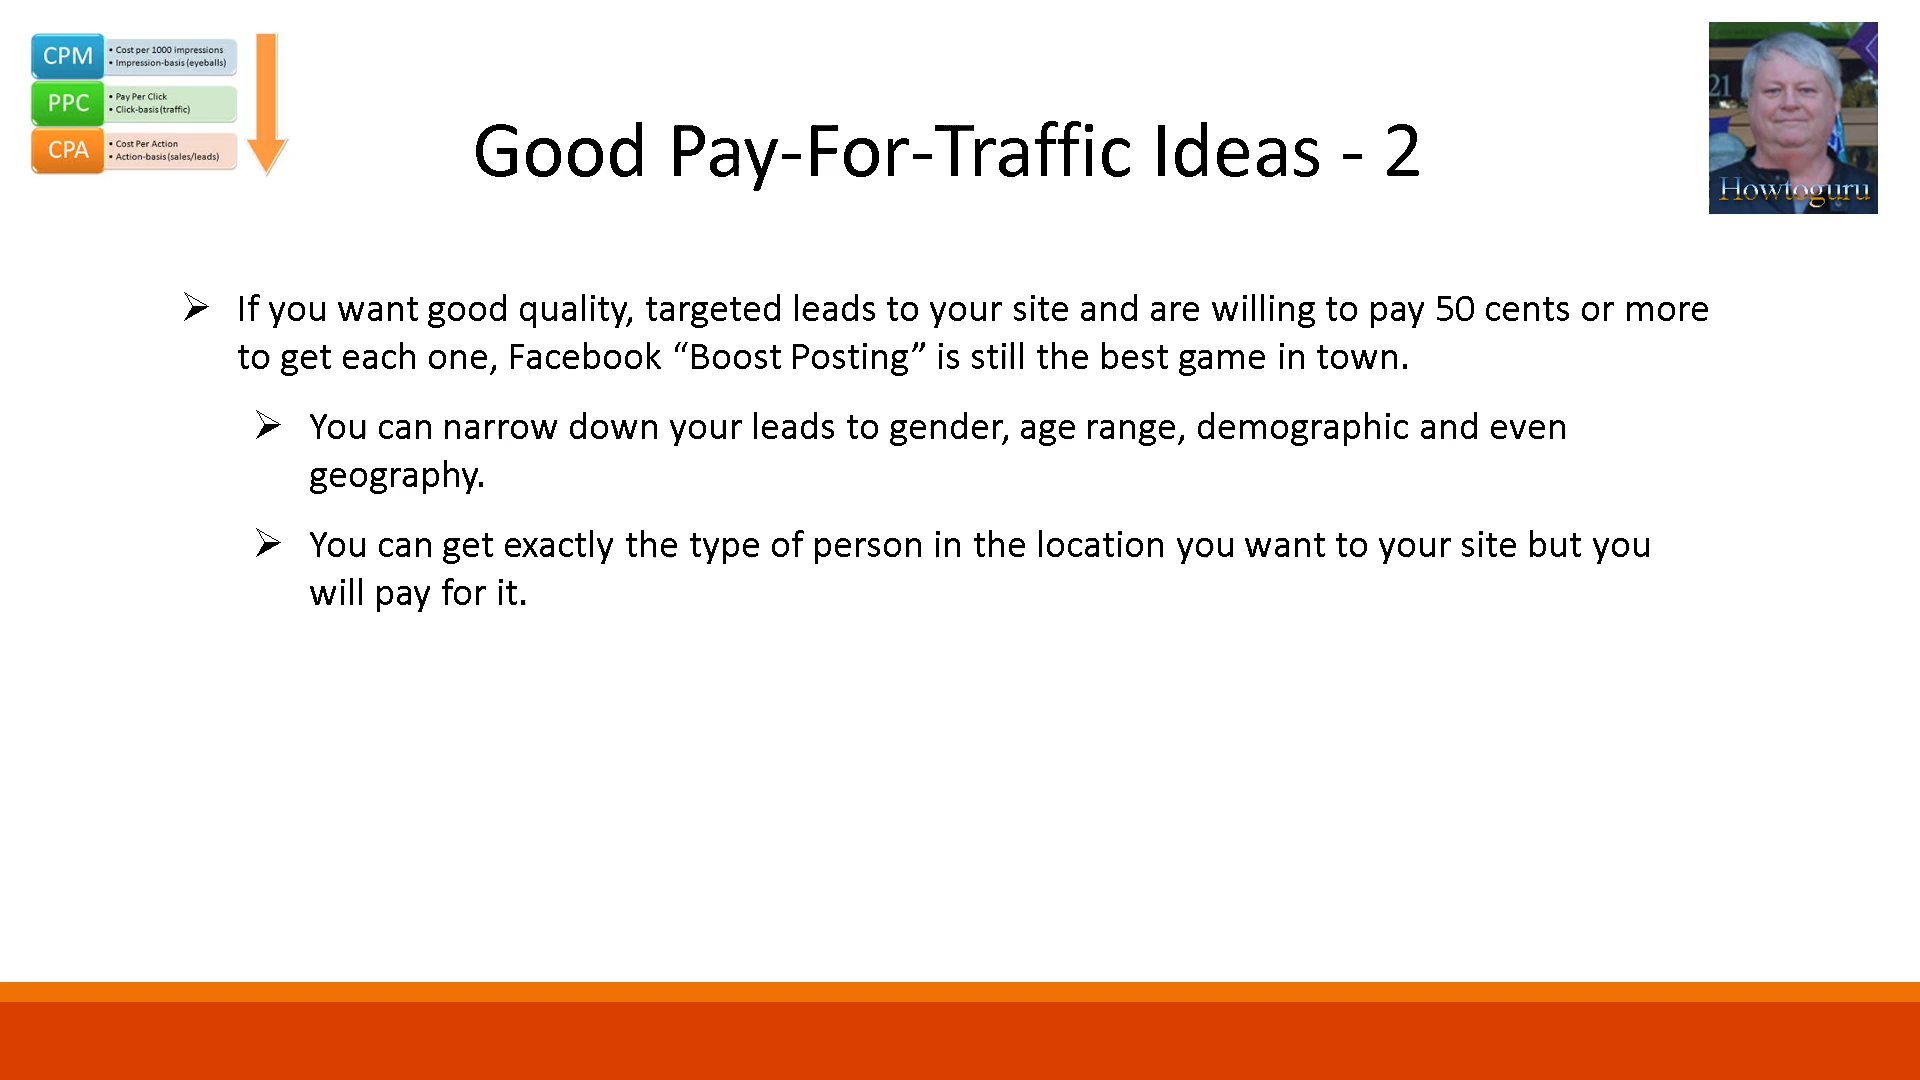 CPM
• Cost per 1000 impressions
• Impression-basis (eyeballs)
PPC
• Pay Per Click
• Click-basis (traffic)
CPA
• Cost Per Action
• Action-basis (sales/leads)
Good Pay-For-Traffic Ideas - 2
21
Howtoguru
➢ If you want good quality, targeted leads to your site and are willing to pay 50 cents or more
to get each one, Facebook “Boost Posting” is still the best game in town.
➢ You can narrow down your leads to gender, age range, demographic and even
geography.
➢ You can get exactly the type of person in the location you want to your site but you
will pay for it.